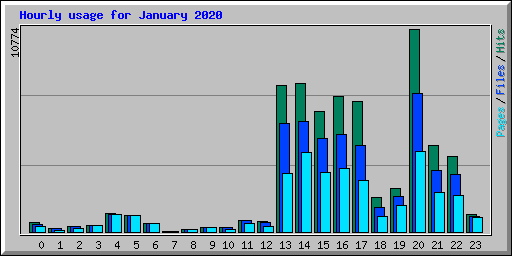 Hourly usage for January 2020
10774
Pages/Files/Hits
0 1 2 3 4 5 6 7 8 9 10 11 12 13 14 15 16 17 18 19 20 21 22 23